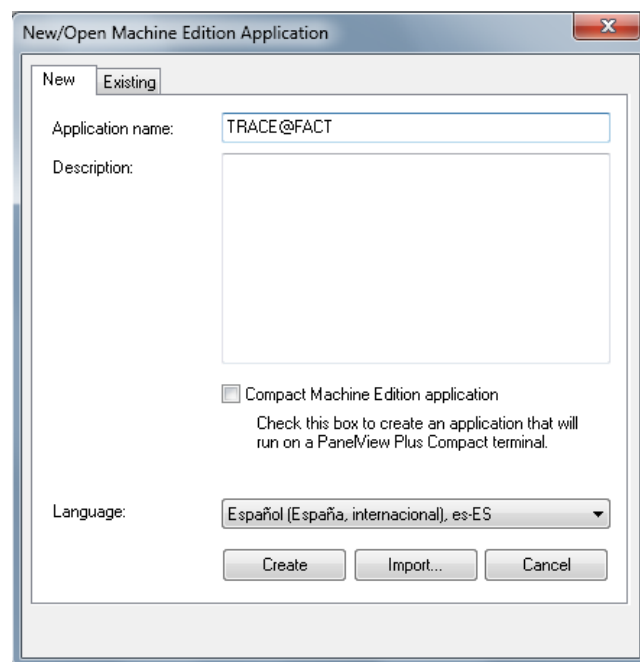 New/Open Machine Edition Application
New
Existing
Application name:
TRACE@FACT
Description:
Compact Machine Edition application
Check this box to create an application that will
run on a PanelView Plus Compact terminal.
Language:
Español (España, internacional), es-ES
Create
Import...
Cancel